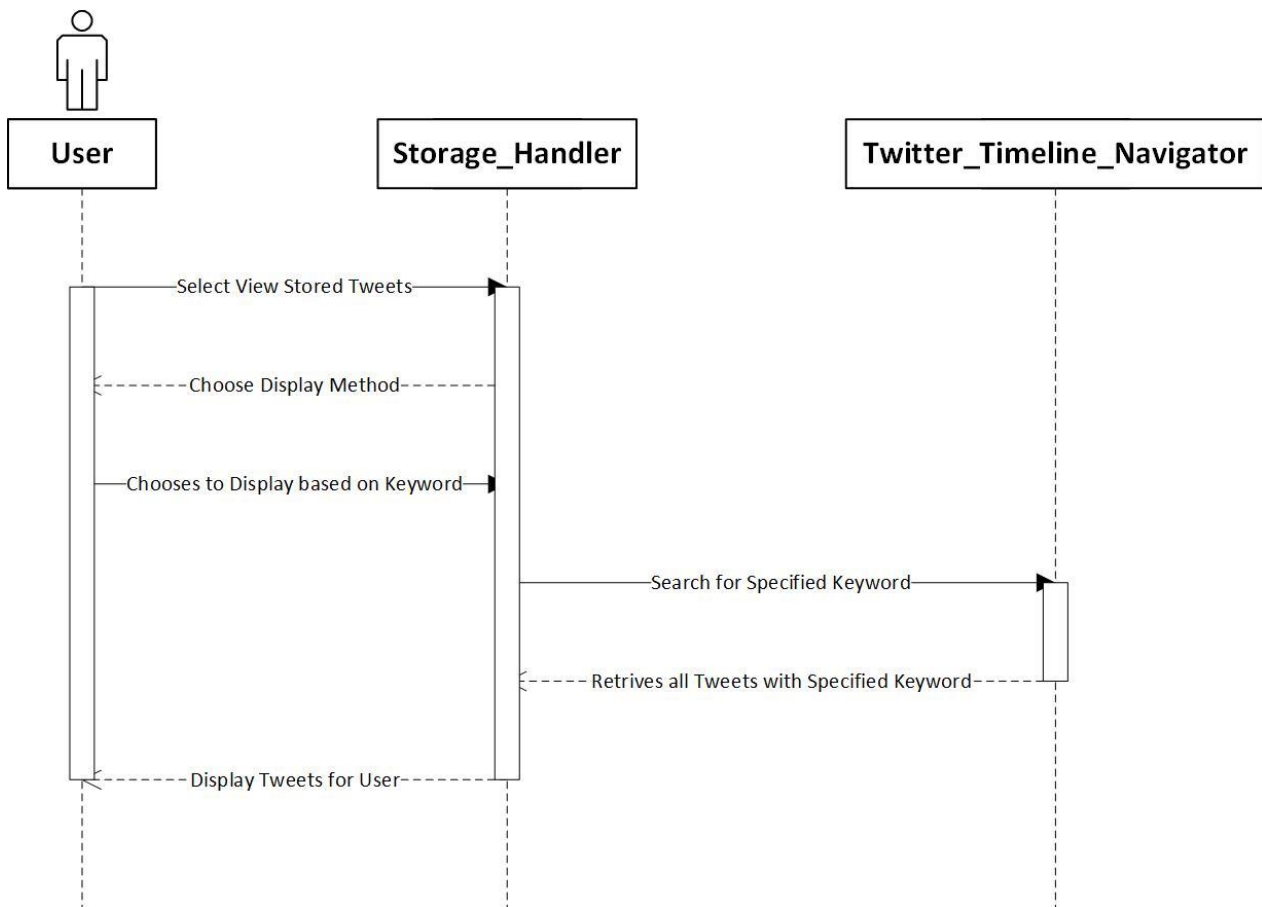 User
Storage_Handler
Twitter_Timeline_Navigator
Select View Stored Tweets
Choose Display Method
Chooses to Display based on Keyword
Search for Specified Keyword
Retrives all Tweets with Specified Keyword
Display Tweets for User